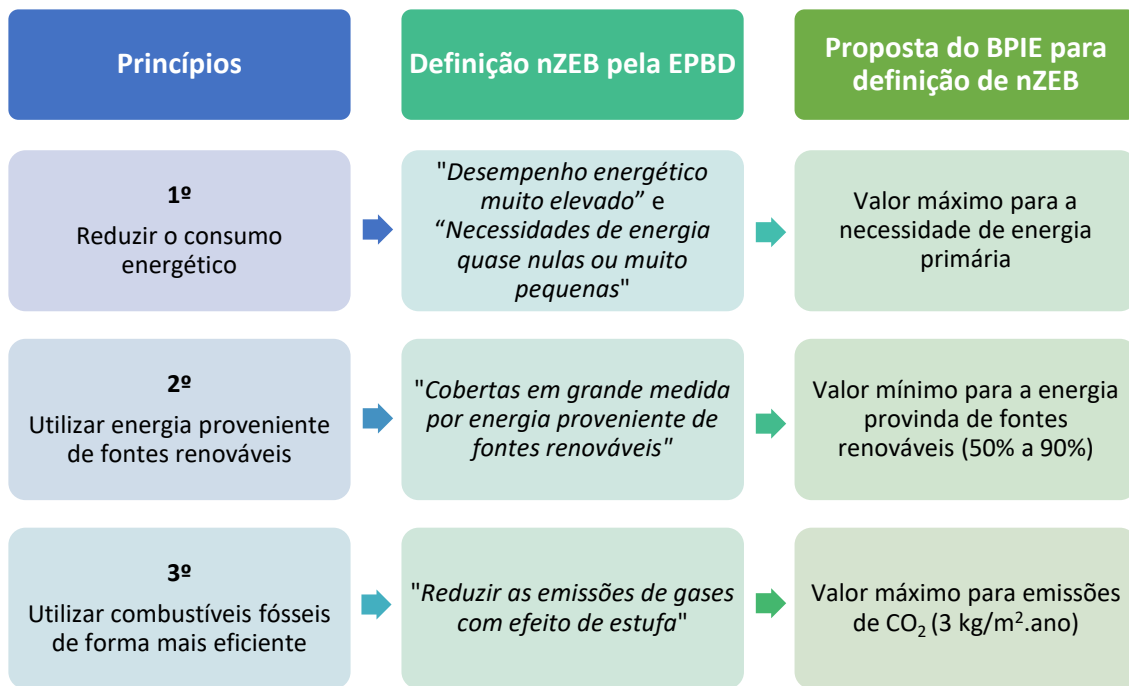 Princípios
Definição nZEB pela EPBD
Proposta do BPIE para
definição de nZEB
1º
Reduzir o consumo
energético
"Desempenho energético
muito elevado” e
“Necessidades de energia
quase nulas ou muito
pequenas"
Valor máximo para a
necessidade de energia
primária
2º
Utilizar energia proveniente
de fontes renováveis
"Cobertas em grande medida
por energia proveniente de
fontes renováveis"
Valor mínimo para a energia
provinda de fontes
renováveis (50% a 90%)
3º
Utilizar combustíveis fósseis
de forma mais eficiente
"Reduzir as emissões de gases
com efeito de estufa"
Valor máximo para emissões
de CO₂ (3 kg/m².ano)